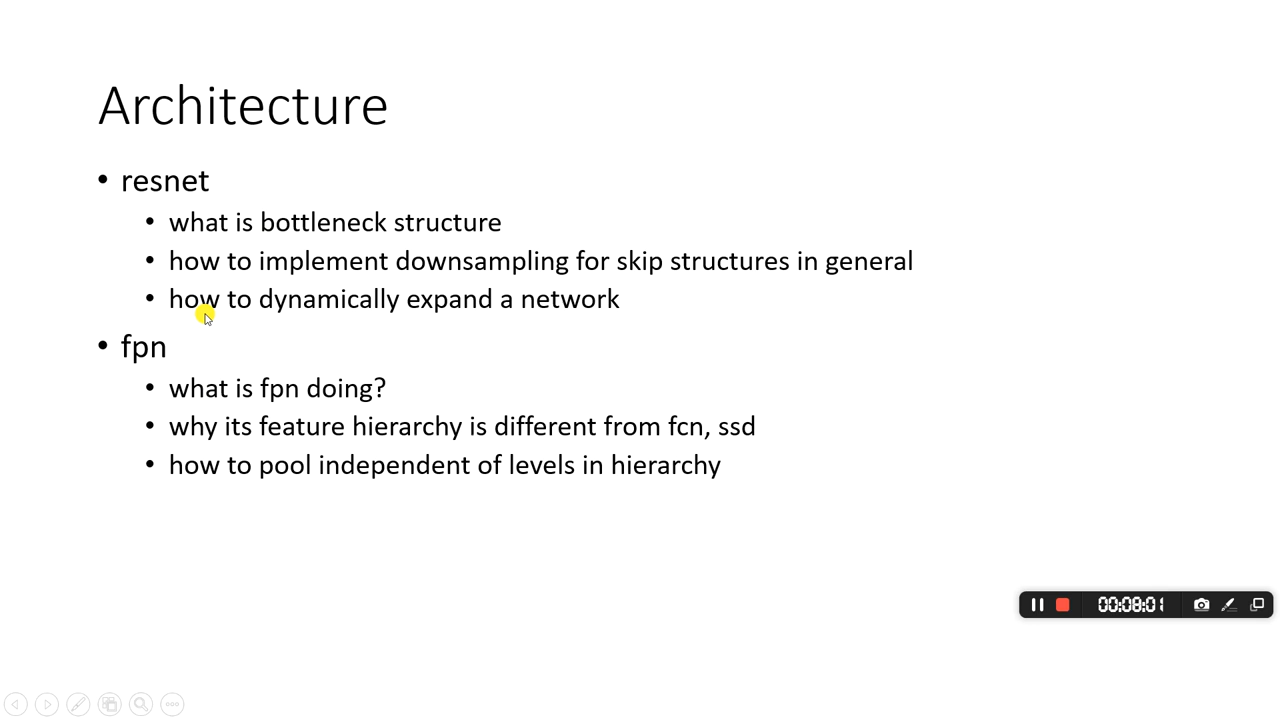 Architecture
• resnet
• what is bottleneck structure
• how to implement downsampling for skip structures in general
• how to dynamically expand a network
• fpn
• what is fpn doing?
• why its feature hierarchy is different from fcn, ssd
• how to pool independent of levels in hierarchy
00:08:01